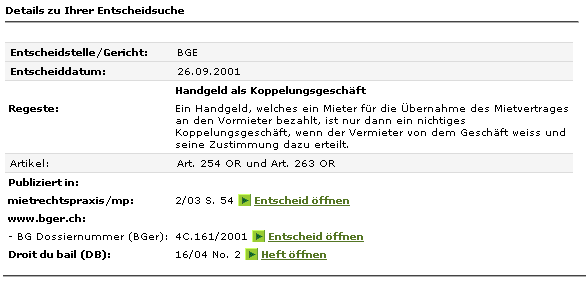 Details zu Ihrer Entscheidsuche
Entscheidstelle/Gericht: BGE
Entscheiddatum: 26.09.2001
Handgeld als Koppelungsgeschäft
Regeste: Ein Handgeld, welches ein Mieter für die Übernahme des Mietvertrages
an den Vormieter bezahlt, ist nur dann ein nichtiges
Koppelungsgeschäft, wenn der Vermieter von dem Geschäft weiss und
seine Zustimmung dazu erteilt.
Artikel: Art. 254 OR und Art. 263 OR
Publiziert in:
mietrechtspraxis/mp: 2/03 S. 54 Entscheid öffnen
www.bger.ch:
- BG Dossiernummer (BGer): 4C.161/2001 Entscheid öffnen
Droit du bail (DB): 16/04 No. 2 Heft öffnen